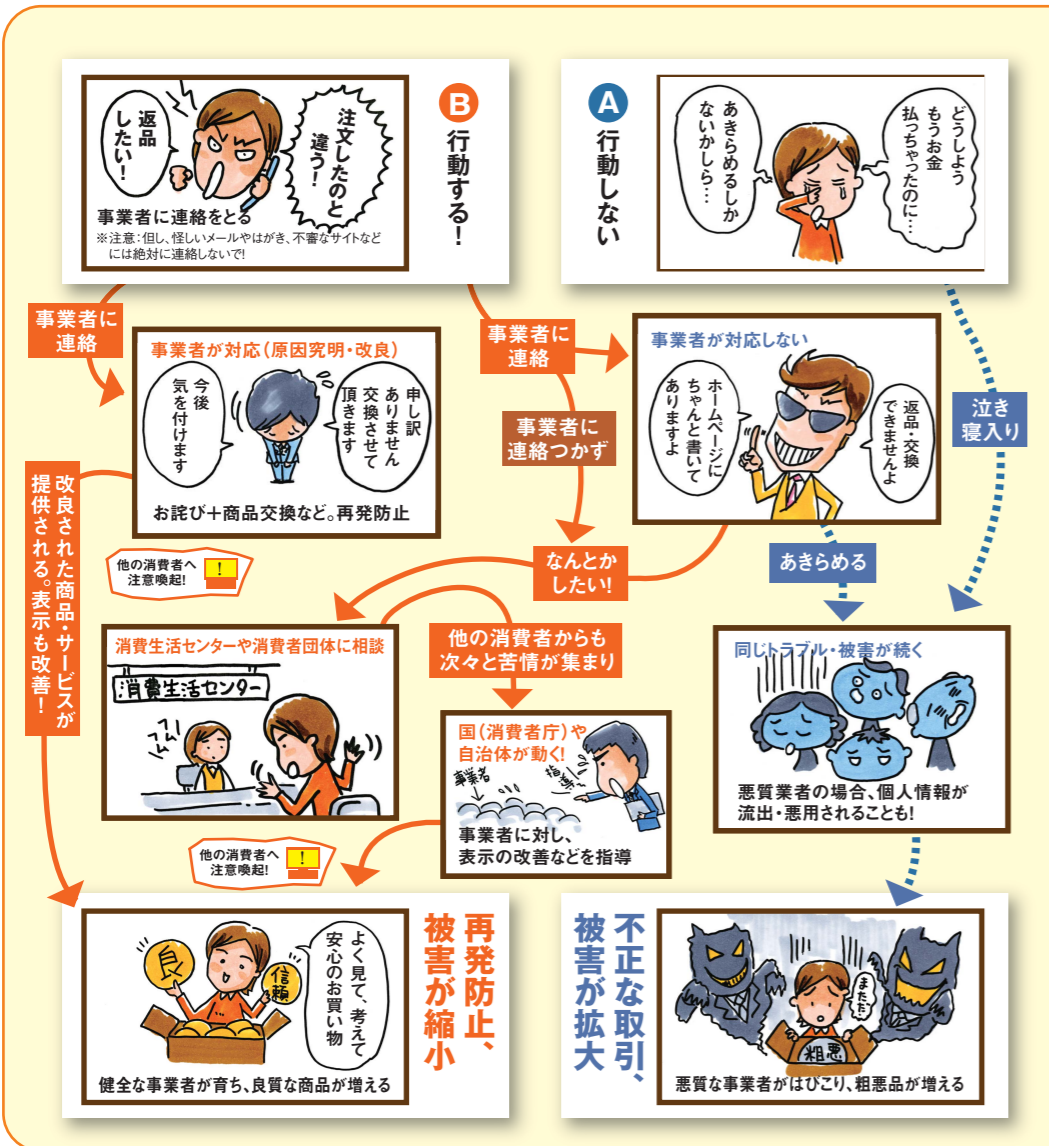 A 行動しない
どうしよう
もうお金
払っちゃったのに…
あきらめるしか
ないかしら…
B 行動する！
注文したのと
違う！
返品
したい！
事業者に連絡をとる
※注意：但し、怪しいメールやはがき、不審なサイトなど
には絶対に連絡しないで!
事業者に
連絡
事業者が対応（原因究明・改良）
申し訳
ありません
交換させて
頂きます
今後
気を付けます
お詫び＋商品交換など。再発防止
事業者に
連絡
事業者に
連絡つかず
事業者が対応しない
返品・交換
できませんよ
ホームページに
ちゃんと書いて
ありますよ
泣き
寝入り
改良された商品・サービスが
提供される。表示も改善！
他の消費者へ
注意喚起!
!
なんとか
したい!
あきらめる
消費生活センターや消費者団体に相談
消費生活センター
フムフム
他の消費者からも
次々と苦情が集まり
国（消費者庁）や
自治体が動く!
事業者
指導
事業者に対し、
表示の改善などを指導
同じトラブル・被害が続く
悪質業者の場合、個人情報が
流出・悪用されることも!
他の消費者へ
注意喚起!
!
再発防止、
被害が縮小
良
信頼
よく見て、考えて
安心のお買い物
健全な事業者が育ち、良質な商品が増える
不正な取引、
被害が拡大
まただ
粗悪
悪質な事業者がはびこり、粗悪品が増える